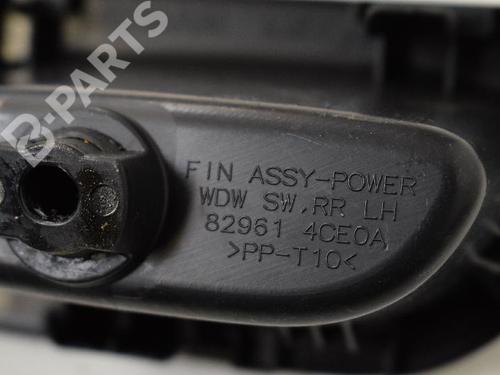 B-PARTS
FIN ASSY-POWER
WDW SW,RR LH
82961 4CE0A
>PP-T10<